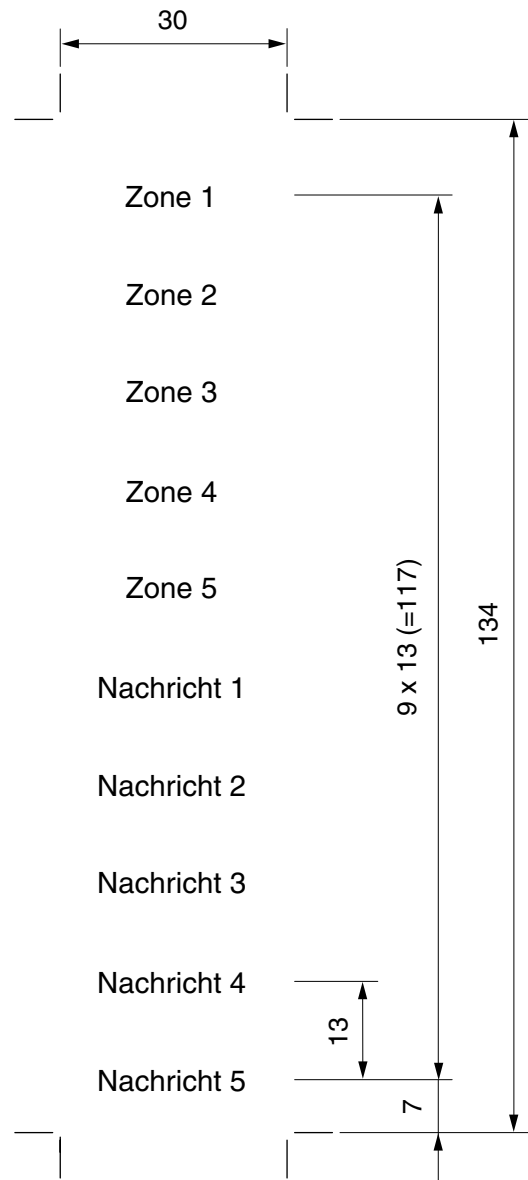 30
Zone 1
Zone 2
Zone 3
Zone 4
Zone 5
Nachricht 1
Nachricht 2
Nachricht 3
Nachricht 4
Nachricht 5
13
9 x 13 (=117)
7
134